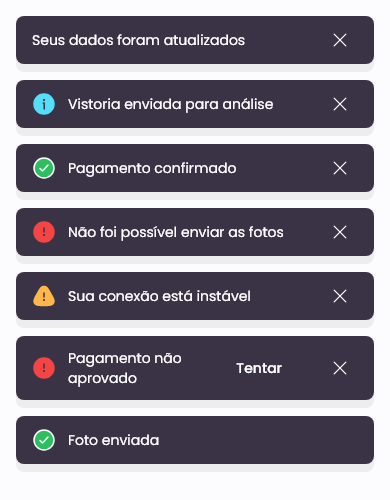 Seus dados foram atualizados
Vistoria enviada para análise
Pagamento confirmado
Não foi possível enviar as fotos
Sua conexão está instável
Pagamento não
aprovado
Tentar
Foto enviada